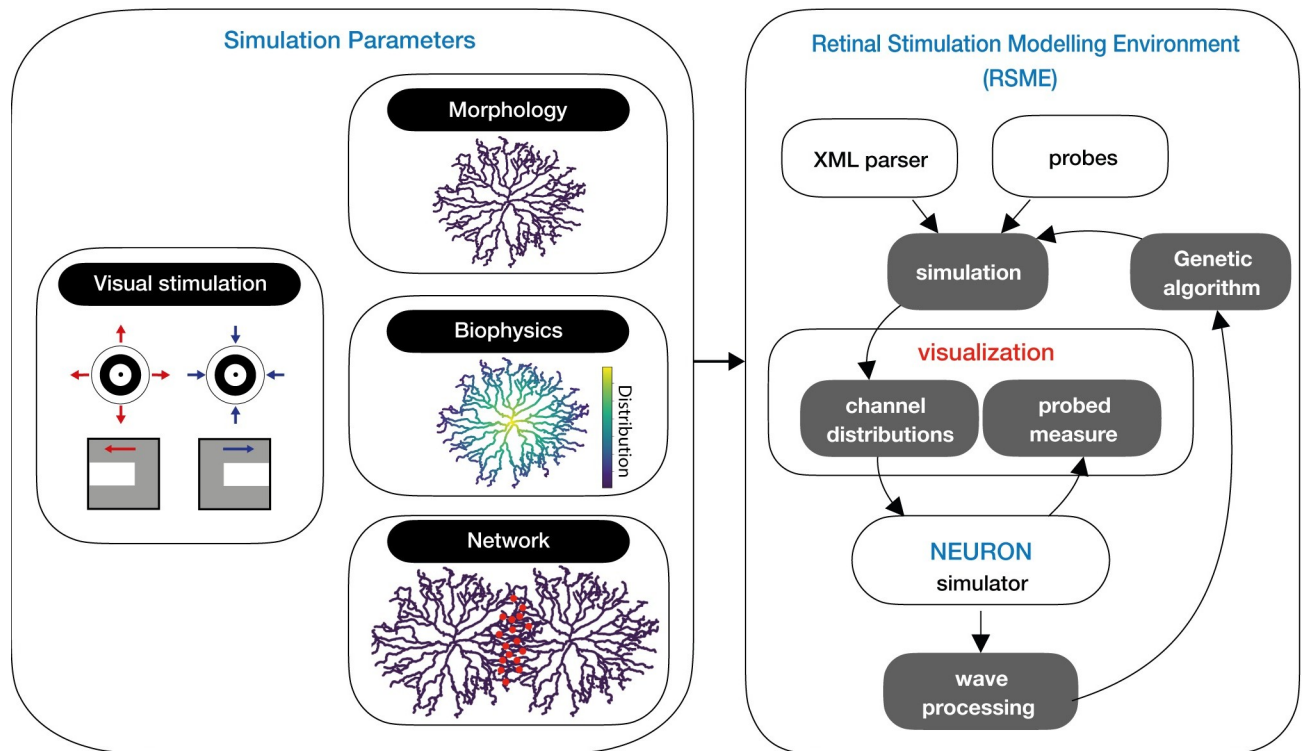 Simulation Parameters
Morphology
Visual stimulation
Biophysics
Distribution
Network
Retinal Stimulation Modelling Environment
(RSME)
XML parser
probes
simulation
Genetic
algorithm
visualization
channel
distributions
probed
measure
NEURON
simulator
wave
processing